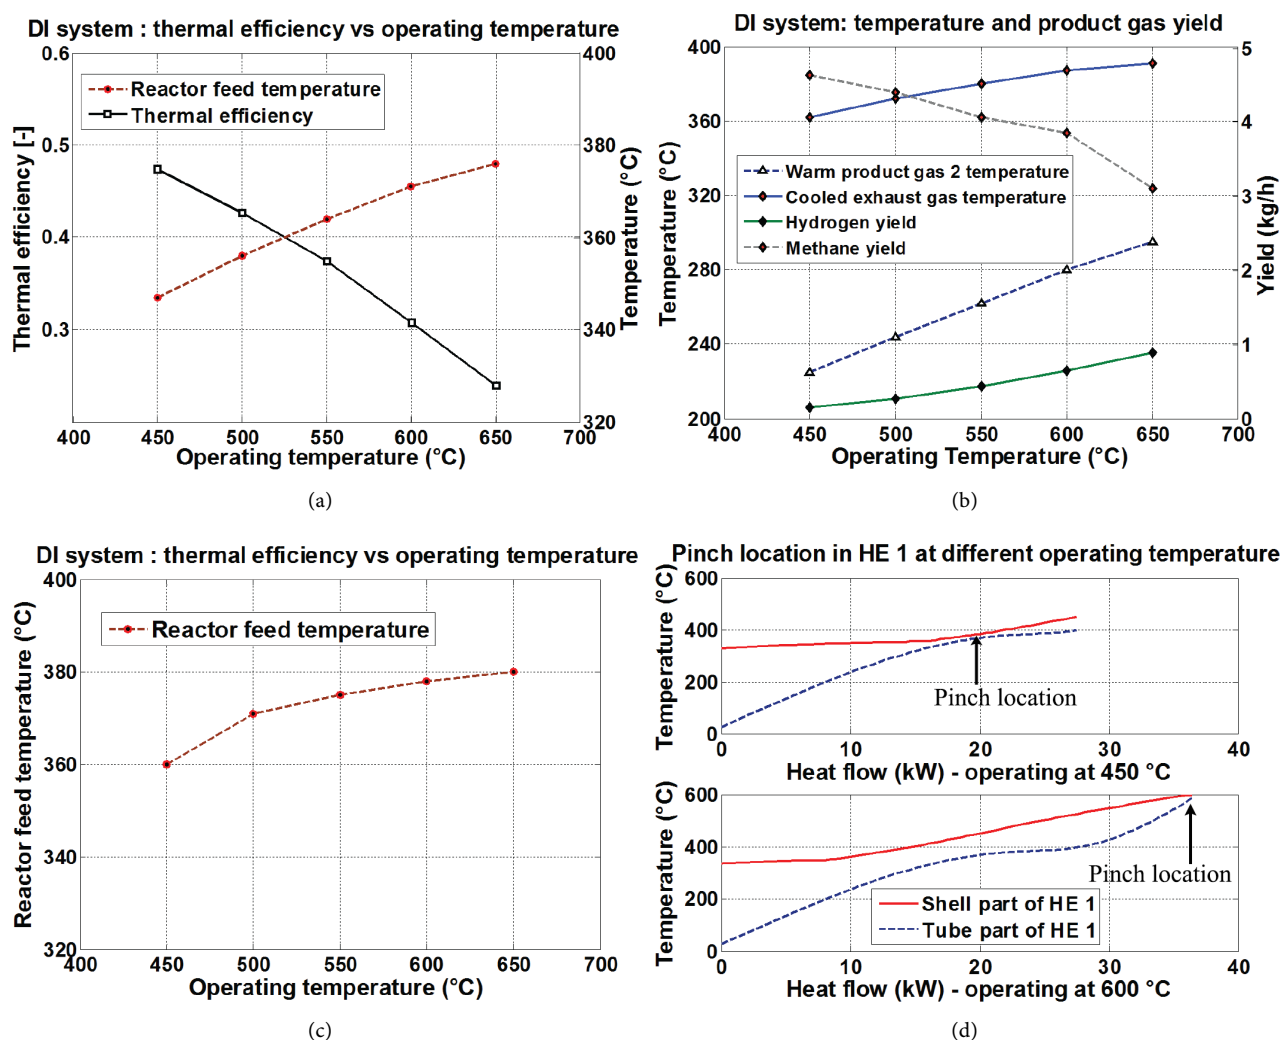 DI system : thermal efficiency vs operating temperature
0.6
0.5
0.4
0.3
Thermal efficiency [-]
Reactor feed temperature
Thermal efficiency
400
380
360
340
320
Temperature (°C)
400 450 500 550 600 650 700
Operating temperature (°C)
(a)
DI system: temperature and product gas yield
400
360
320
280
240
200
Temperature (°C)
Warm product gas 2 temperature
Cooled exhaust gas temperature
Hydrogen yield
Methane yield
5
4
3
2
1
0
Yield (kg/h)
400 450 500 550 600 650 700
Operating Temperature (°C)
(b)
DI system : thermal efficiency vs operating temperature
400
380
360
340
320
Reactor feed temperature (°C)
Reactor feed temperature
400 450 500 550 600 650 700
Operating temperature (°C)
(c)
Pinch location in HE 1 at different operating temperature
600
400
200
0
Temperature (°C)
Pinch location
0 10 20 30 40
Heat flow (kW) - operating at 450 °C
600
400
200
0
Temperature (°C)
Pinch location
Shell part of HE 1
Tube part of HE 1
0 10 20 30 40
Heat flow (kW) - operating at 600 °C
(d)